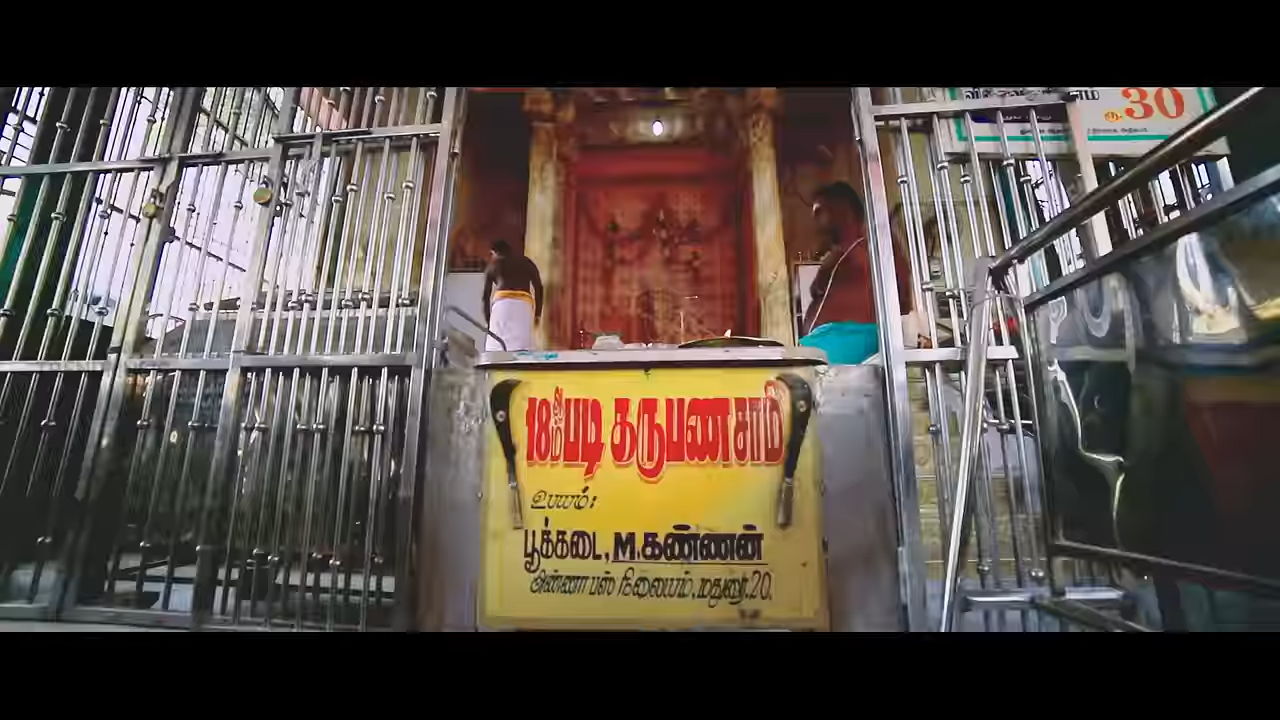 ரூ.30
18ம்படி கருபணசாமி
உபயம்:
பூக்கடை, M.கண்ணன்
அண்ணா பஸ் நிலையம், மதுரை.20.